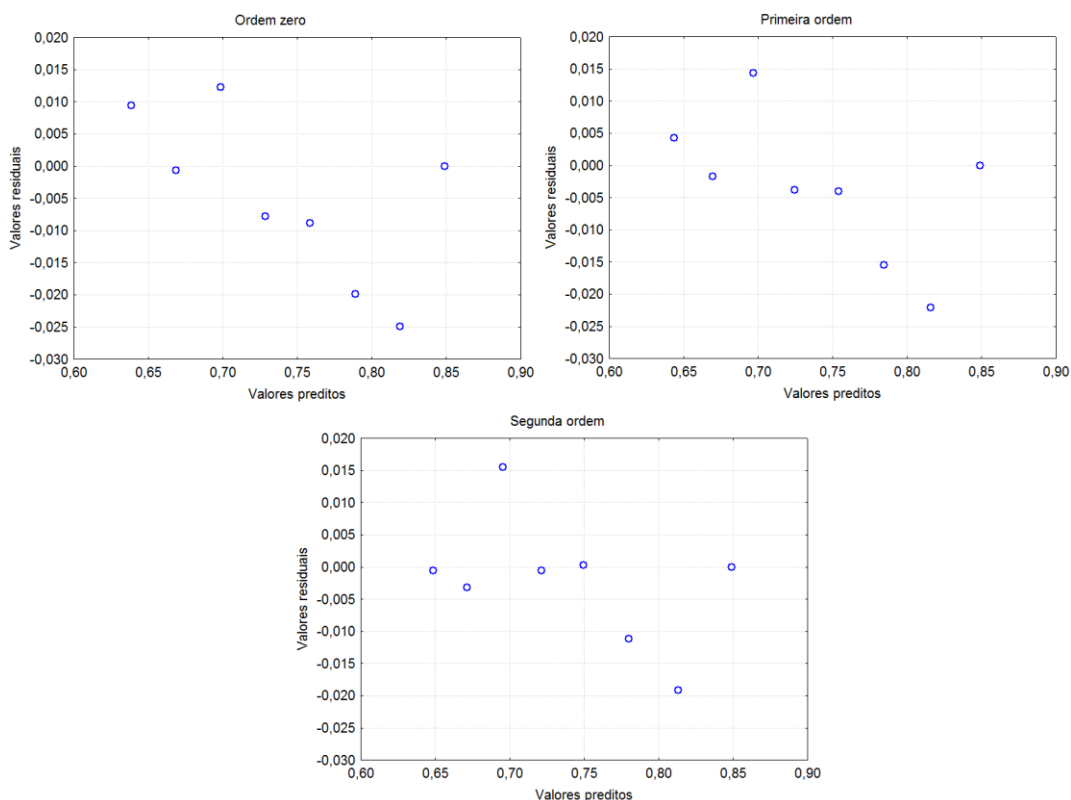 Ordem zero
0,020
0,015
0,010
0,005
0,000
-0,005
-0,010
-0,015
-0,020
-0,025
-0,030
Valores residuais
0,60 0,65 0,70 0,75 0,80 0,85 0,90
Valores preditos
Primeira ordem
0,020
0,015
0,010
0,005
0,000
-0,005
-0,010
-0,015
-0,020
-0,025
-0,030
Valores residuais
0,60 0,65 0,70 0,75 0,80 0,85 0,90
Valores preditos
Segunda ordem
0,020
0,015
0,010
0,005
0,000
-0,005
-0,010
-0,015
-0,020
-0,025
-0,030
Valores residuais
0,60 0,65 0,70 0,75 0,80 0,85 0,90
Valores preditos